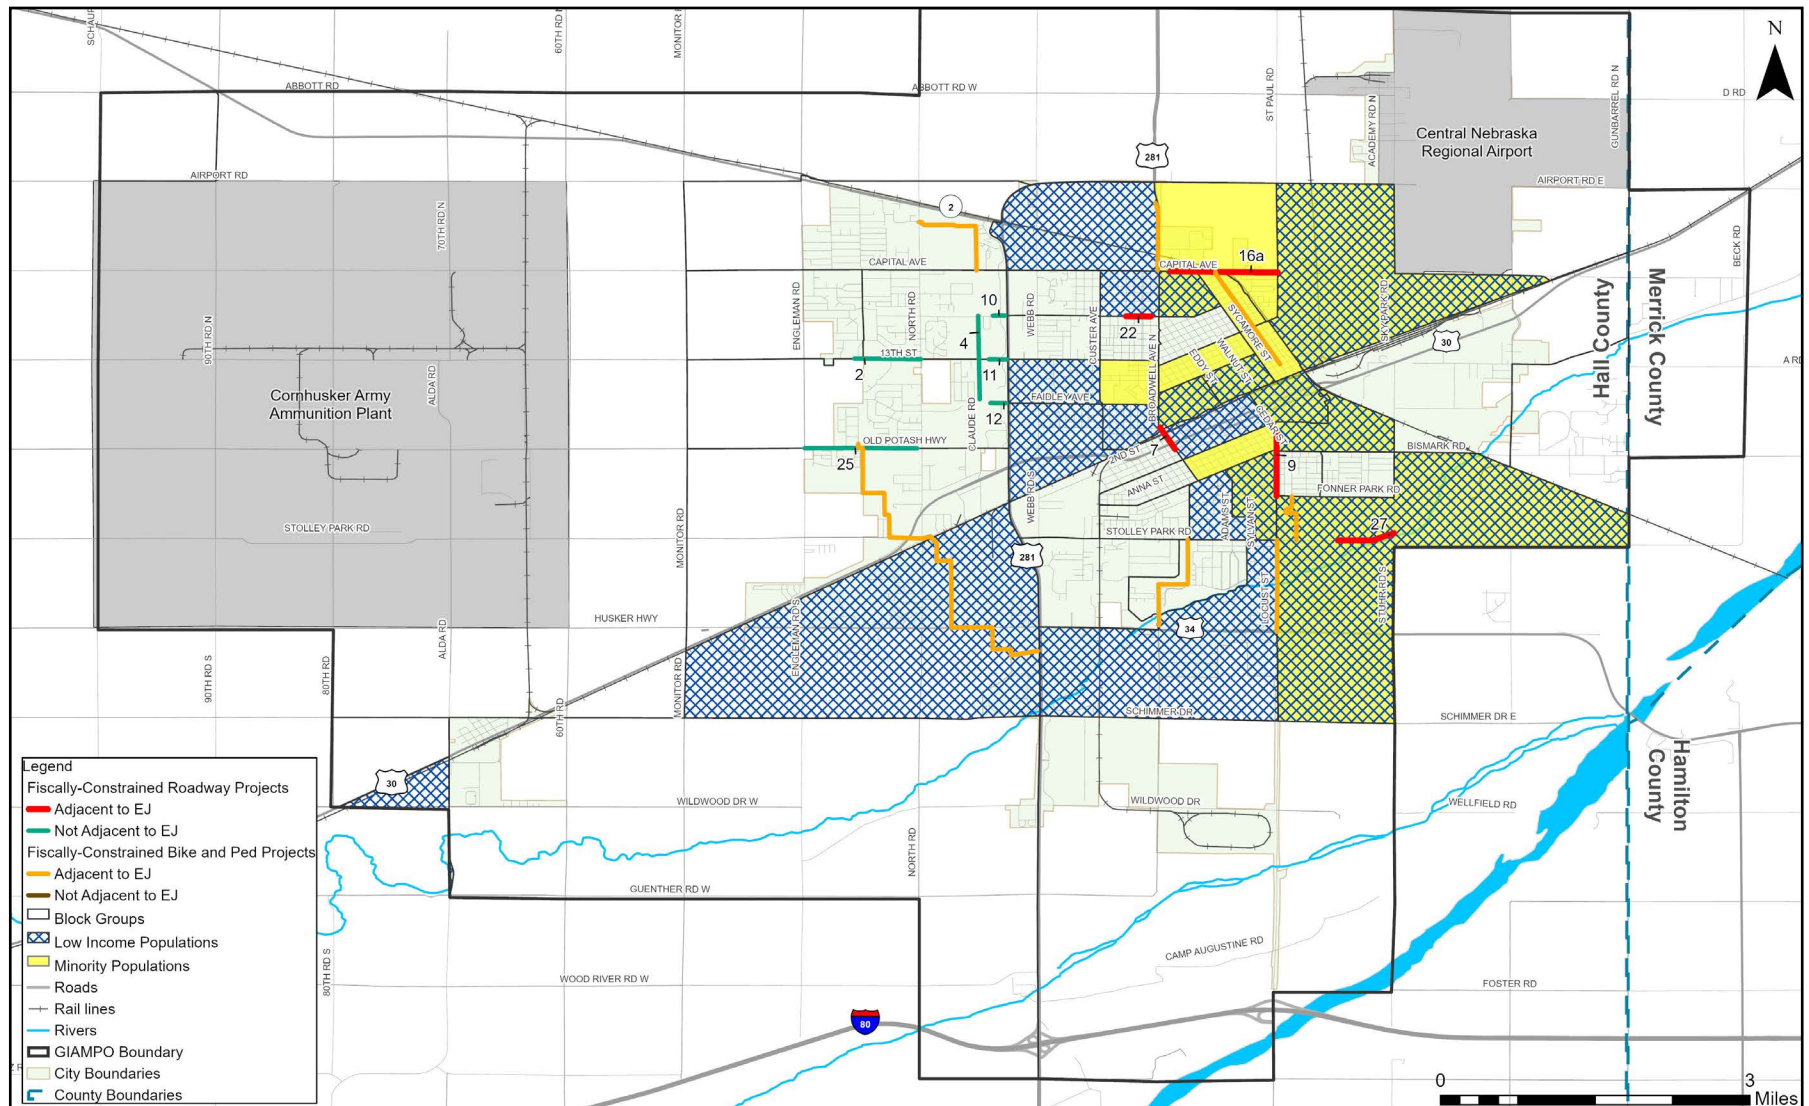 SCHAUP
60TH RD N
MONITOR R
N
ABBOTT RD
ABBOTT RD W
ST PAUL RD
ACADEMY RD N
GUNBARREL RD N
D RD
Central Nebraska
Regional Airport
281
AIRPORT RD
AIRPORT RD E
70TH RD N
2
BECK RD
CAPITAL AVE
CAPITAL AVE
16a
90TH RD N
ENGLEMAN RD
NORTH RD
10
WEBB RD
CUSTER AVE
22
BROADWELL AVE N
SYCAMORE ST
SKY PARK RD
30
Hall County
Merrick County
4
13TH ST
2
11
EDDY ST
WALNUT ST
A RD
ALDA RD
Cornhusker Army
Ammunition Plant
CLAUDE RD
FAIDLEY AVE
12
CEDAR ST
OLD POTASH HWY
25
7
2ND ST
9
BISMARK RD
ANNA ST
FONNER PARK RD
WEBB RD S
ADAMS ST
SYLVAN ST
STOLLEY PARK RD
MONITOR RD
STOLLEY PARK RD
27
281
LOCUST ST
STUHR RD S
HUSKER HWY
ENGLEMAN RD S
34
ALDA RD
90TH RD S
80TH RD
60TH RD
MONITOR RD
SCHIMMER DR
SCHIMMER DR E
Hamilton
County
30
WILDWOOD DR W
WILDWOOD DR
WELLFIELD RD
NORTH RD
GUENTHER RD W
80TH RD S
WOOD RIVER RD W
CAMP AUGUSTINE RD
FOSTER RD
80
Legend
Fiscally-Constrained Roadway Projects
Adjacent to EJ
Not Adjacent to EJ
Fiscally-Constrained Bike and Ped Projects
Adjacent to EJ
Not Adjacent to EJ
Block Groups
Low Income Populations
Minority Populations
Roads
Rail lines
Rivers
GIAMPO Boundary
City Boundaries
County Boundaries
0 3
Miles